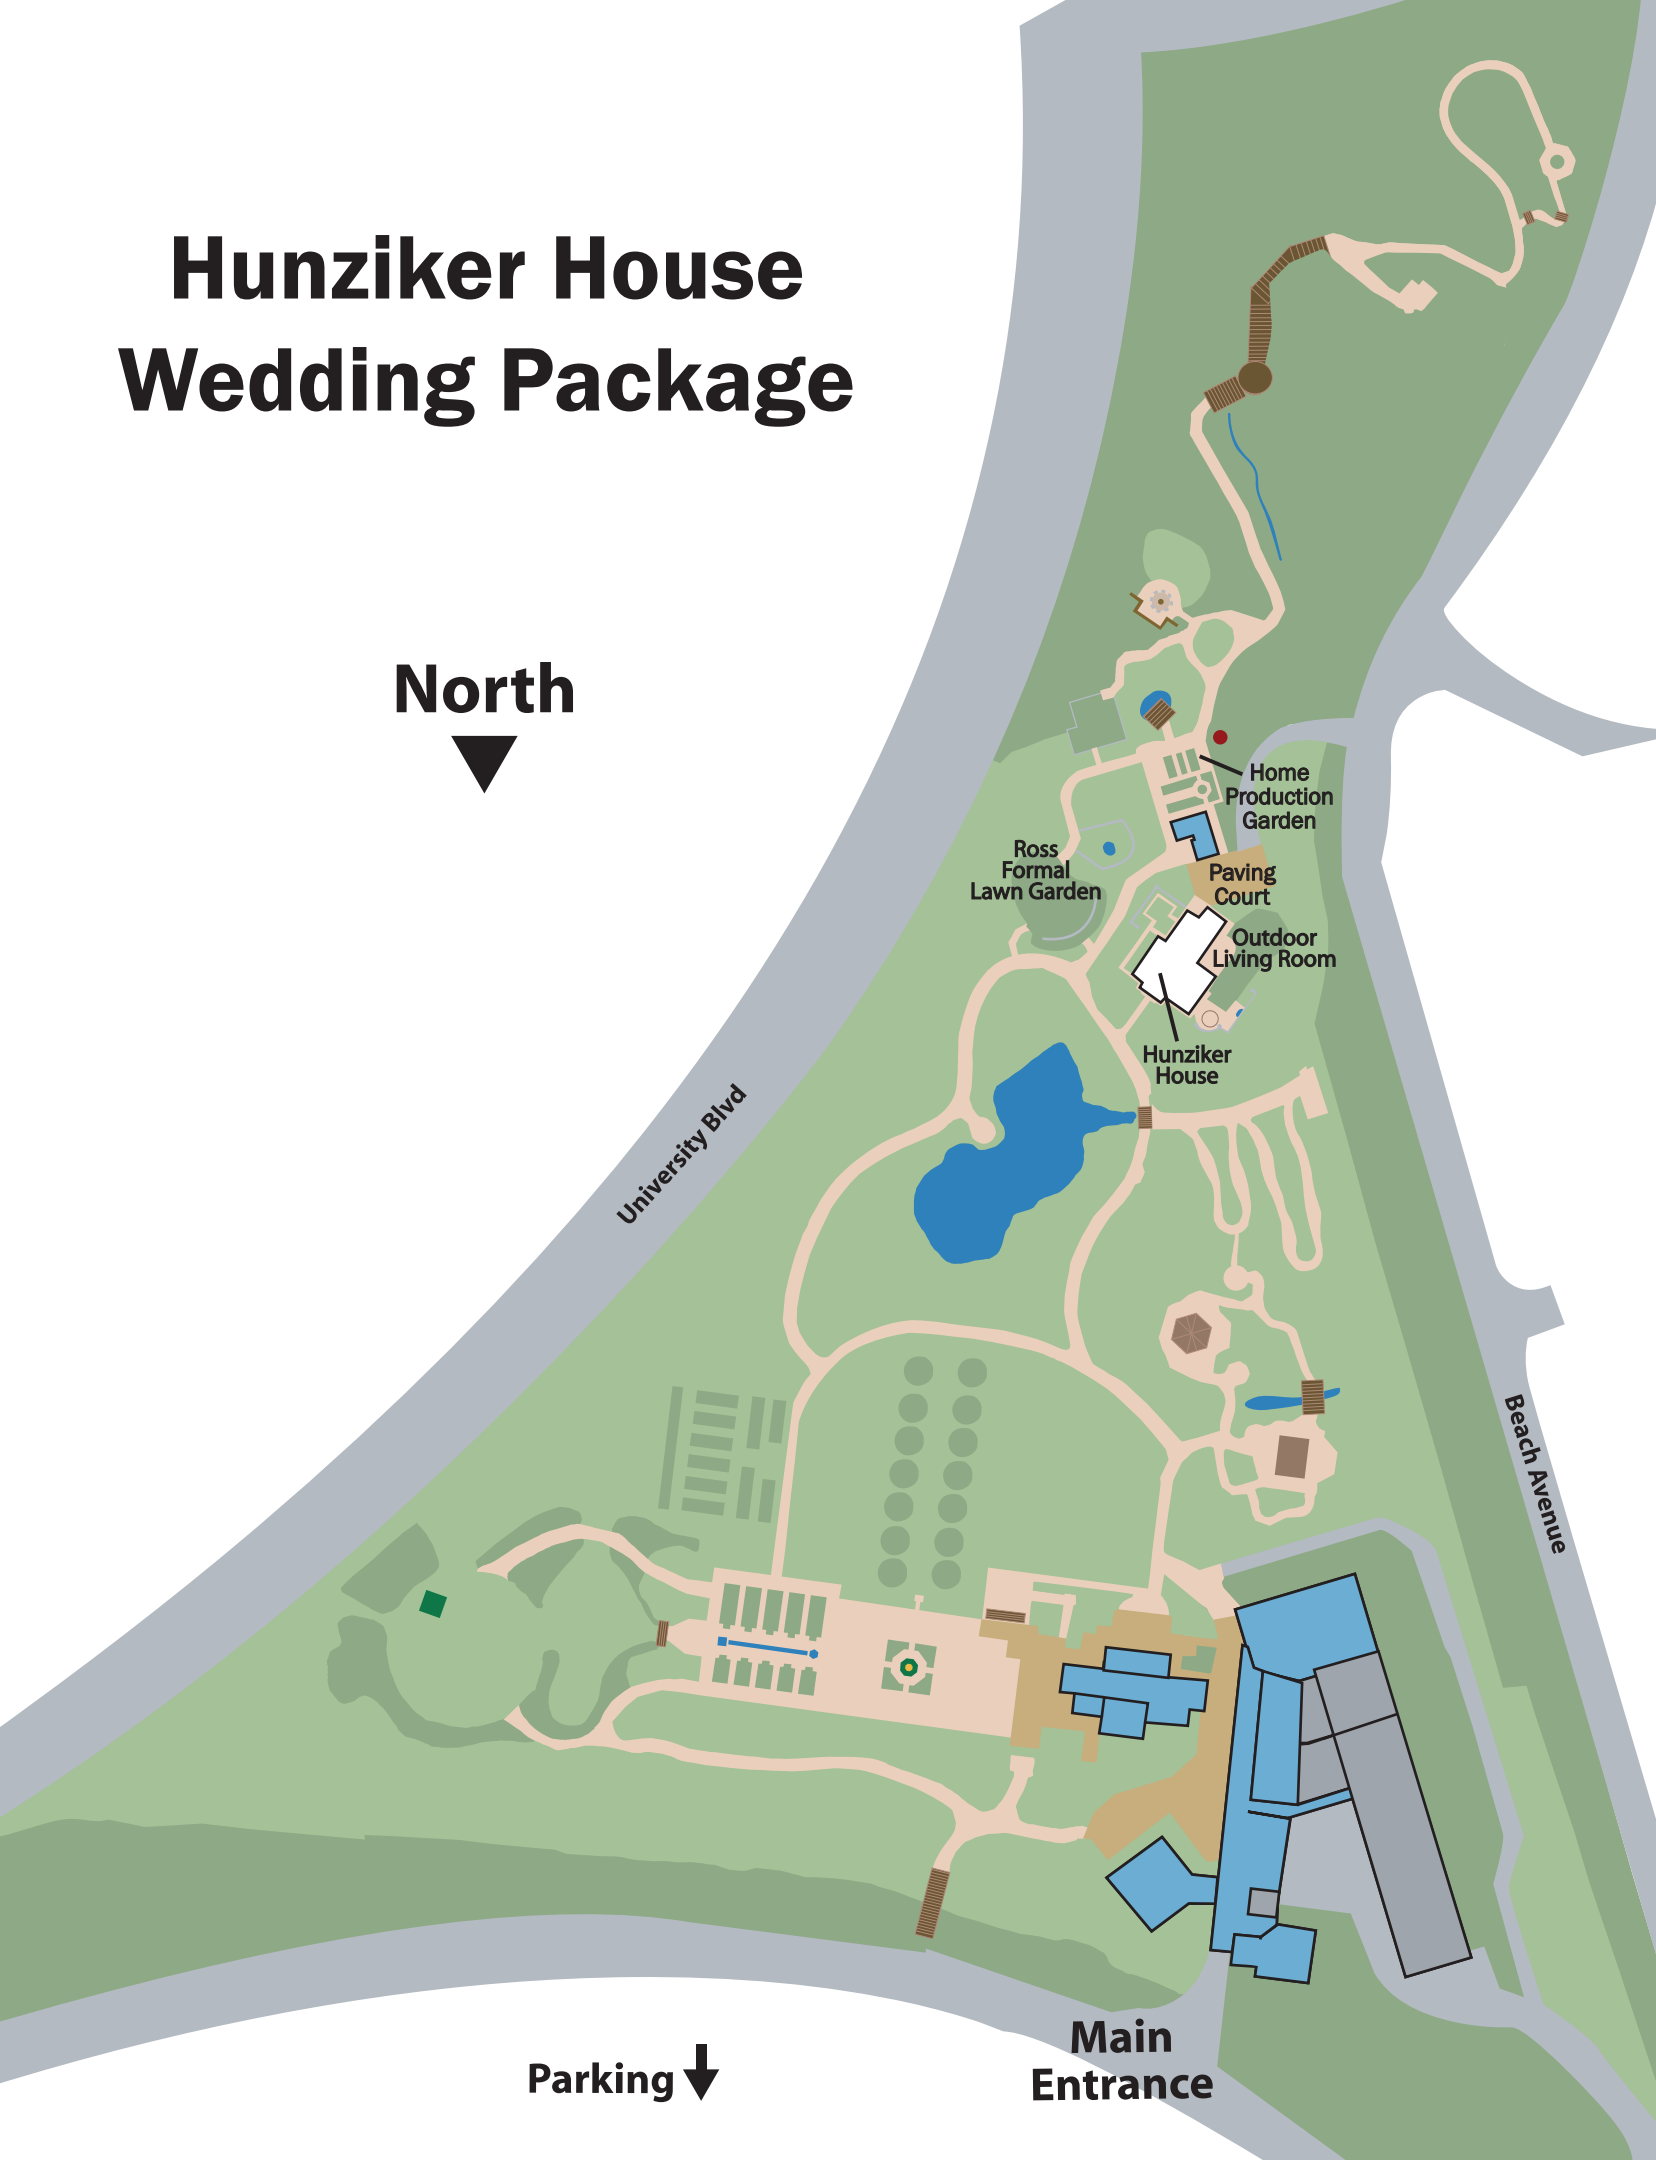 Hunziker House
Wedding Package
North
Home
Production
Garden
Ross
Formal
Lawn Garden
Paving
Court
Outdoor
Living Room
Hunziker
House
University Blvd
Beach Avenue
Main
Entrance
Parking